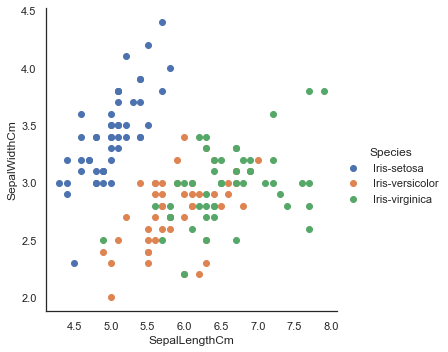 4.5
4.0
3.5
3.0
2.5
2.0
SepalWidthCm
4.5 5.0 5.5 6.0 6.5 7.0 7.5 8.0
SepalLengthCm
Species
Iris-setosa
Iris-versicolor
Iris-virginica